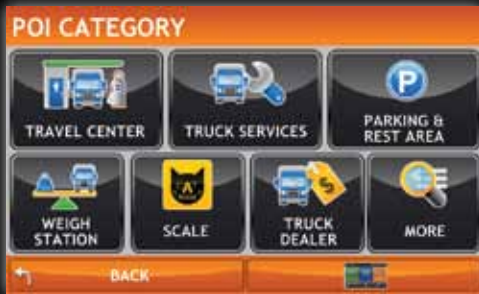 POI CATEGORY
TRAVEL CENTER
TRUCK SERVICES
P
PARKING &
REST AREA
WEIGH
STATION
SCALE
TRUCK
DEALER
MORE
BACK